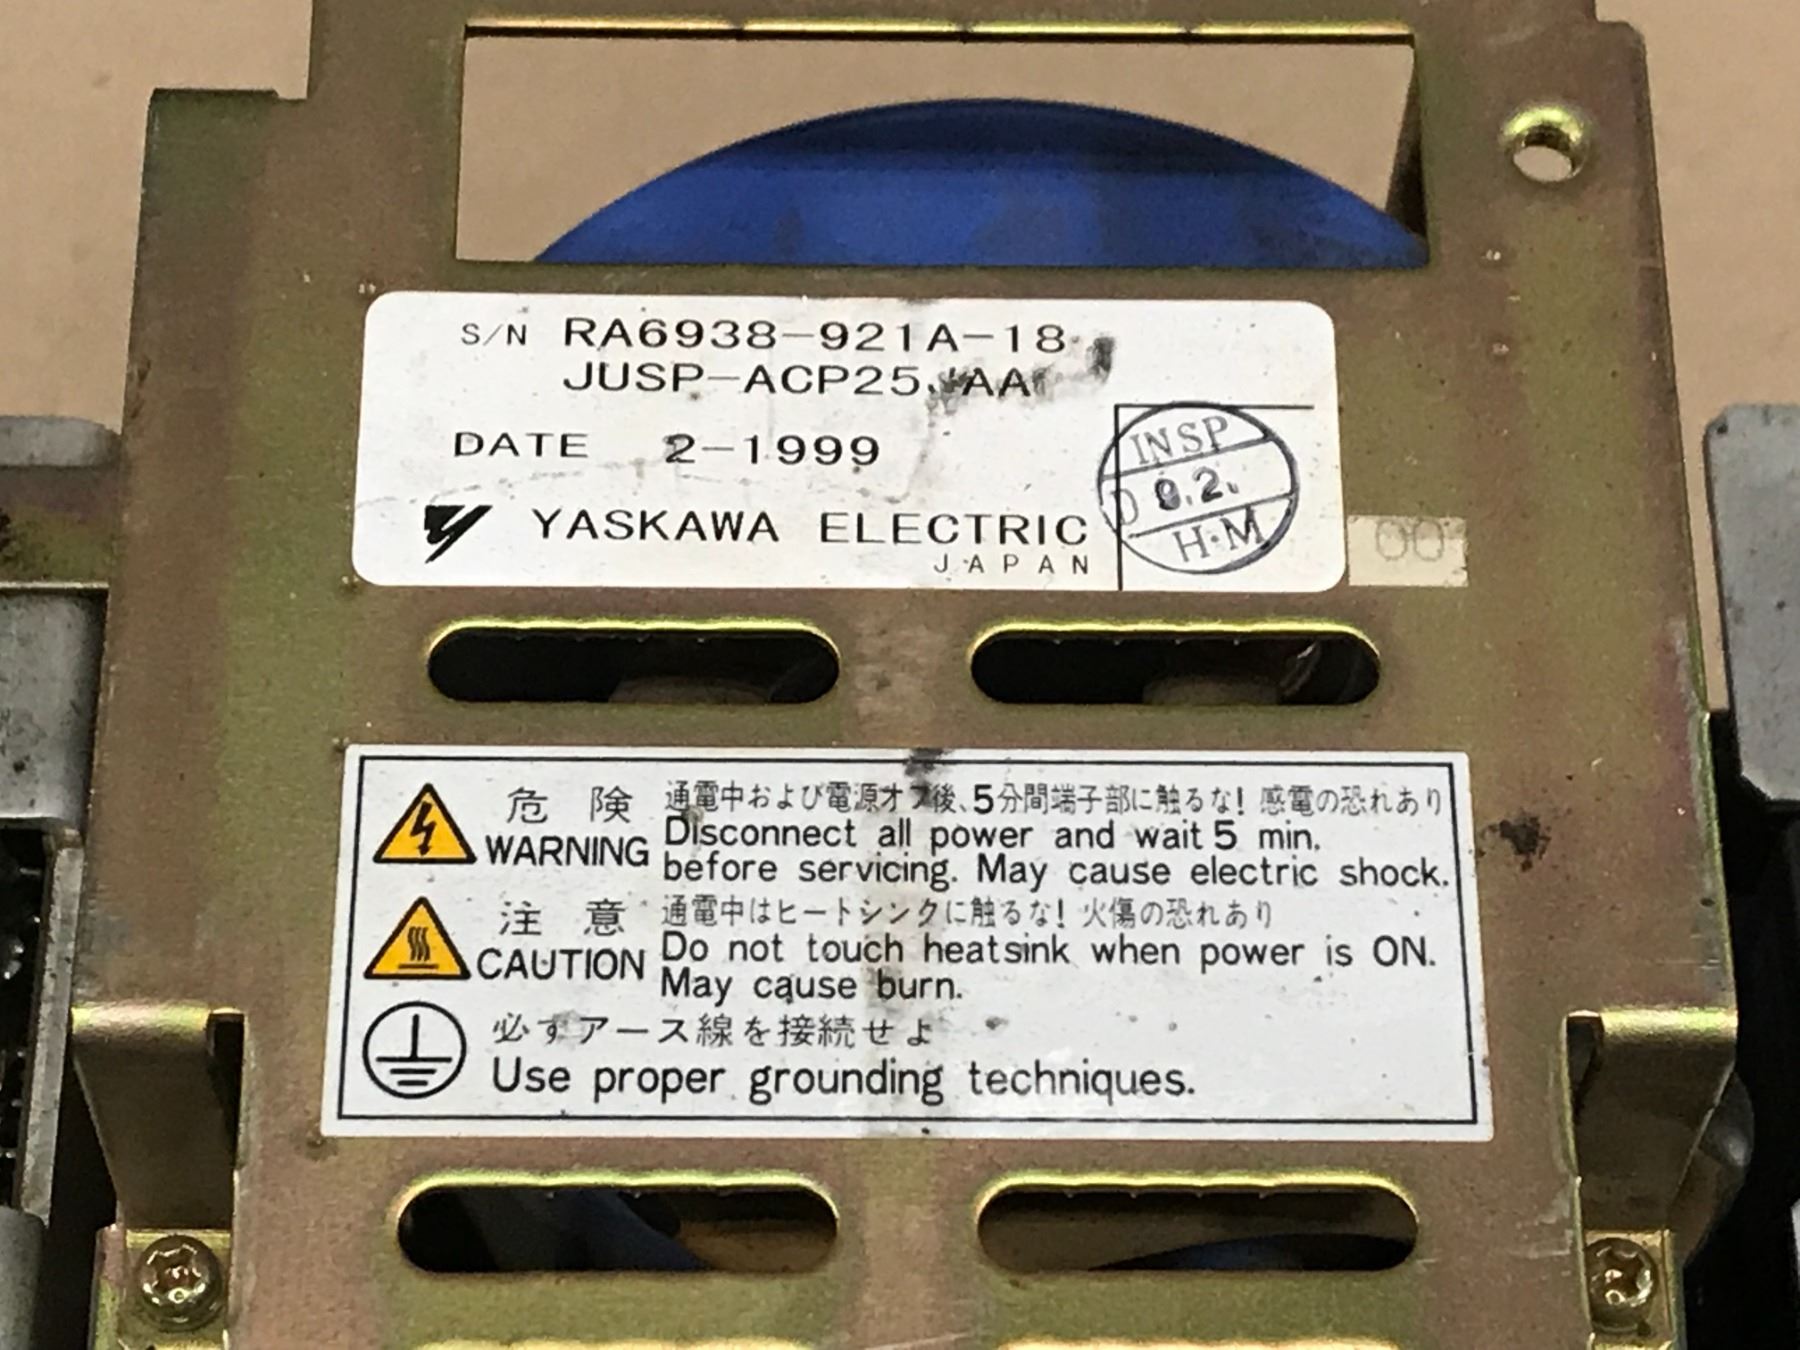 S/N RA6938-921A-18
JUSP-ACP25 AA
DATE 2-1999
YASKAWA ELECTRIC
JAPAN
INSP
D 9.2.
H·M
00
危険 通電中および電源オフ後、5分間端子部に触るな! 感電の恐れあり
WARNING Disconnect all power and wait 5 min.
before servicing. May cause electric shock.
注意 通電中はヒートシンクに触るな! 火傷の恐れあり
CAUTION Do not touch heatsink when power is ON.
May cause burn.
必ずアース線を接続せよ
Use proper grounding techniques.